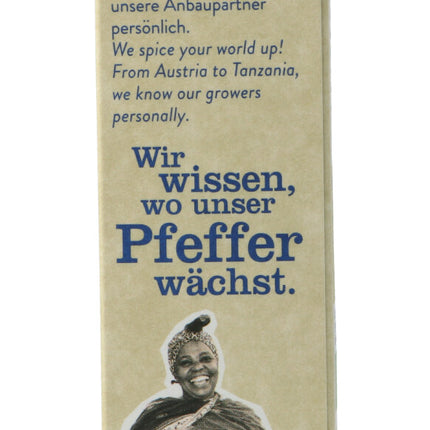 unsere Anbaupartner
persönlich.
We spice your world up!
From Austria to Tanzania,
we know our growers
personally.
Wir
wissen,
wo unser
Pfeffer
wächst.